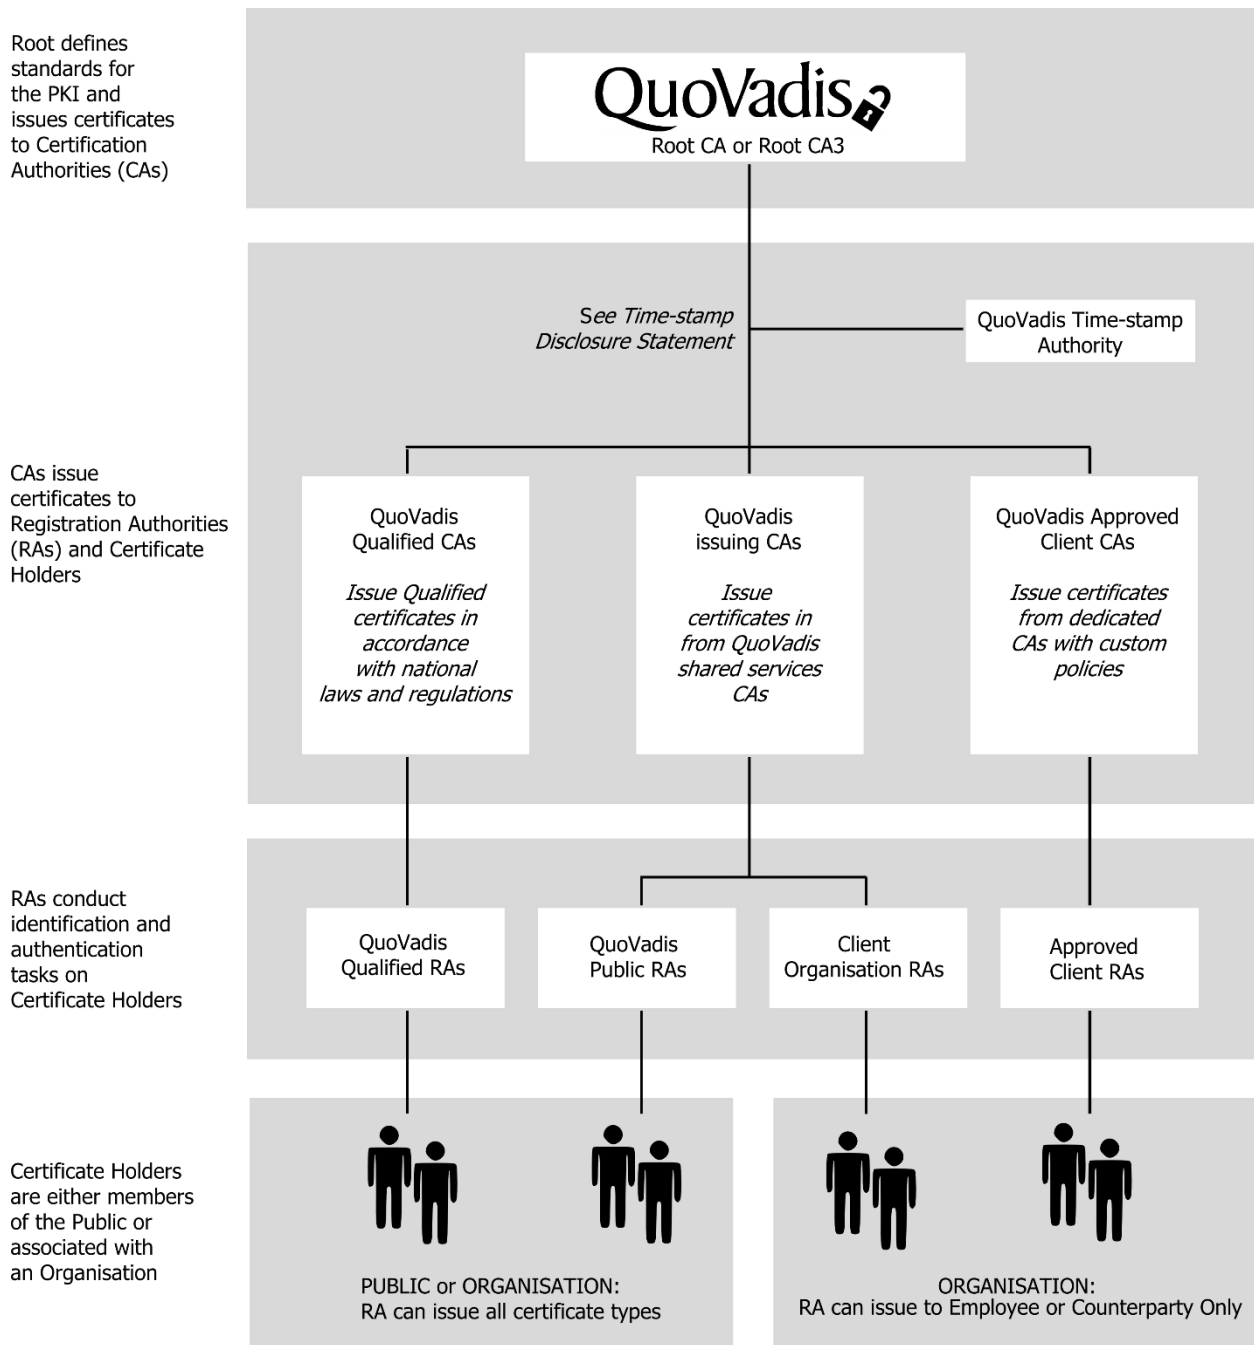 Root defines
standards for
the PKI and
issues certificates
to Certification
Authorities (CAs)
QuoVadis
Root CA or Root CA3
See Time-stamp
Disclosure Statement
QuoVadis Time-stamp
Authority
CAs issue
certificates to
Registration Authorities
(RAs) and Certificate
Holders
QuoVadis
Qualified CAs
Issue Qualified
certificates in
accordance
with national
laws and regulations
QuoVadis
issuing CAs
Issue
certificates in
from QuoVadis
shared services
CAs
QuoVadis Approved
Client CAs
Issue certificates
from dedicated
CAs with custom
policies
RAs conduct
identification and
authentication
tasks on
Certificate Holders
QuoVadis
Qualified RAs
QuoVadis
Public RAs
Client
Organisation RAs
Approved
Client RAs
Certificate Holders
are either members
of the Public or
associated with
an Organisation
PUBLIC or ORGANISATION:
RA can issue all certificate types
ORGANISATION:
RA can issue to Employee or Counterparty Only